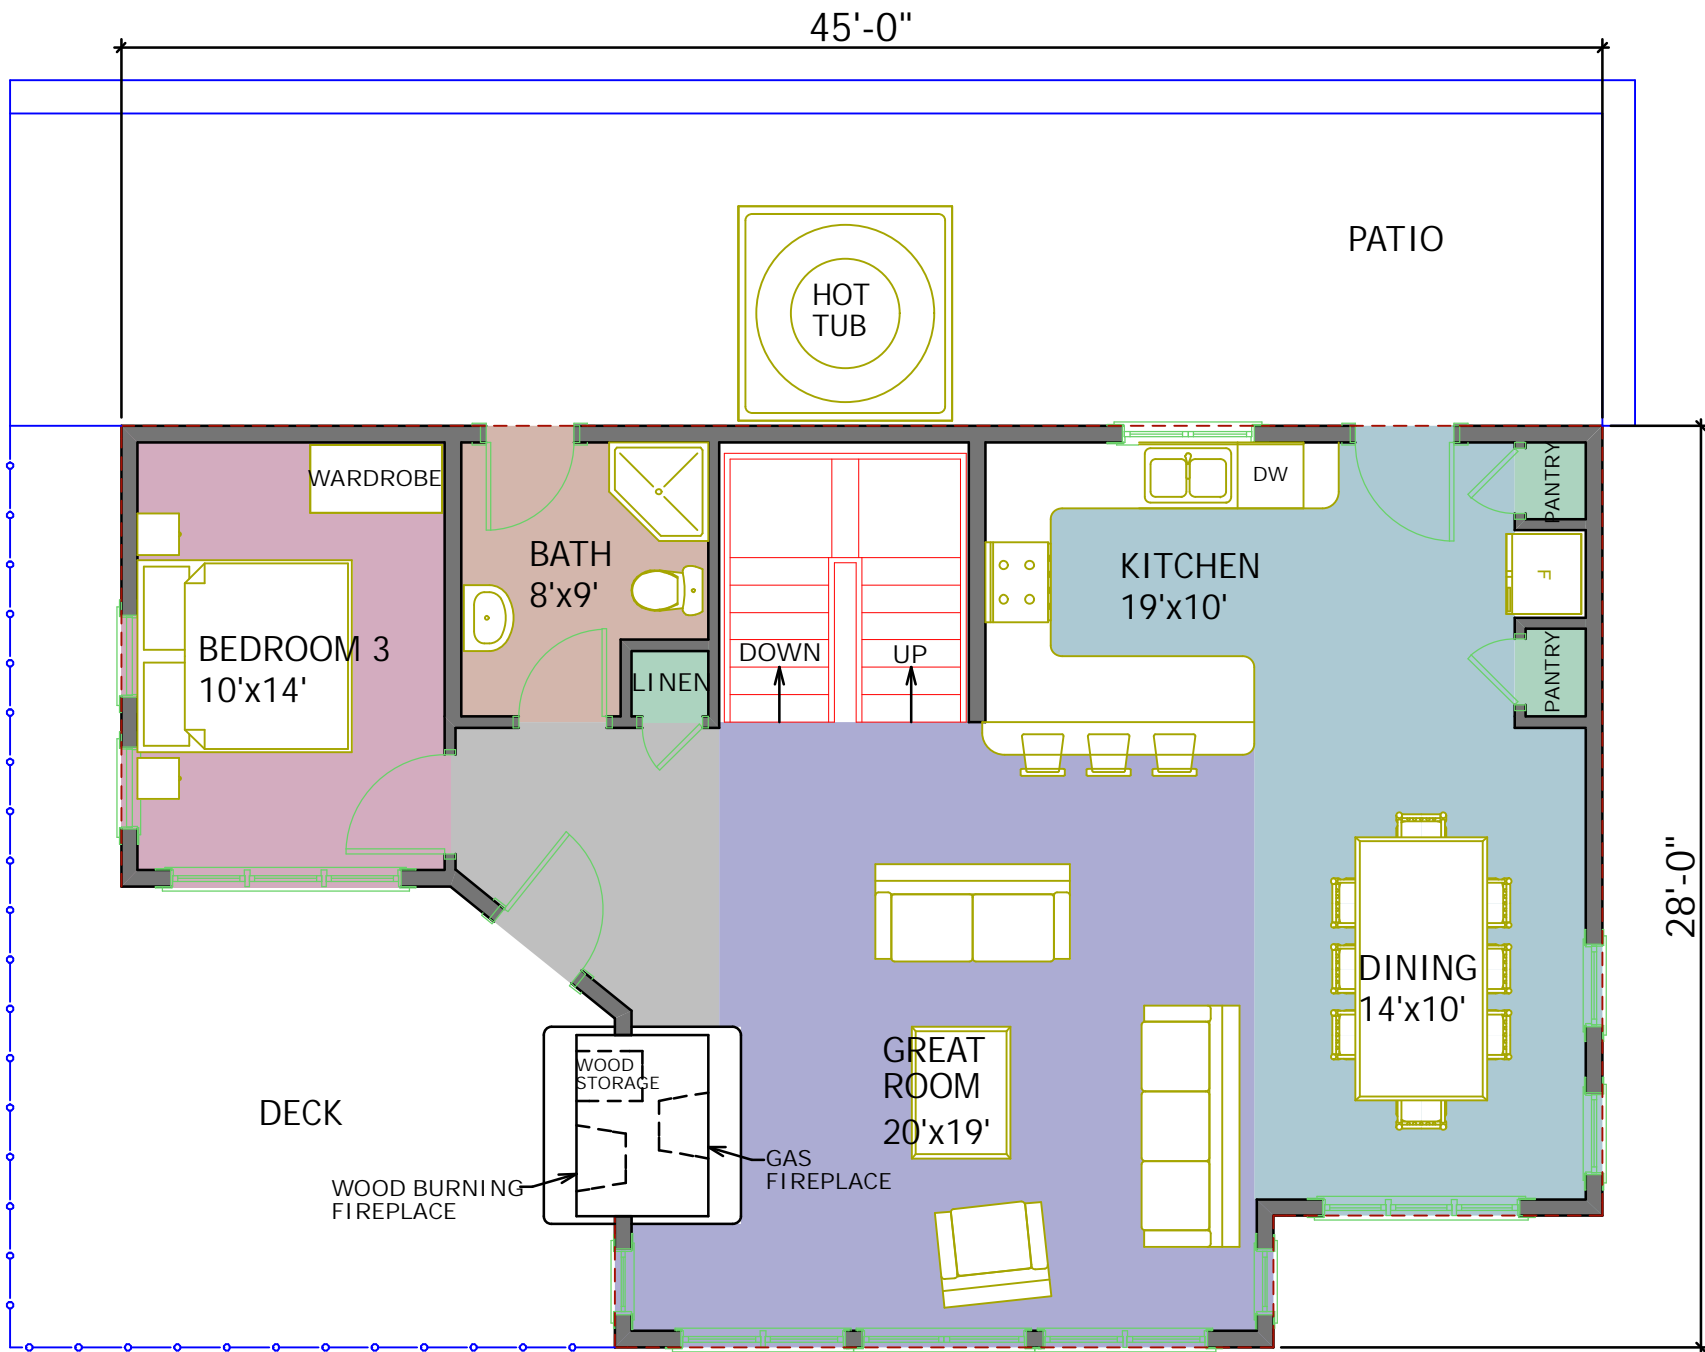 45'-0"
PATIO
HOT
TUB
WARDROBE
DW
PANTRY
BATH
8'x9'
KITCHEN
19'x10'
F
BEDROOM 3
10'x14'
DOWN
UP
LINEN
PANTRY
28'-0"
DINING
14'x10'
GREAT
ROOM
20'x19'
WOOD
STORAGE
DECK
GAS
FIREPLACE
WOOD BURNING
FIREPLACE